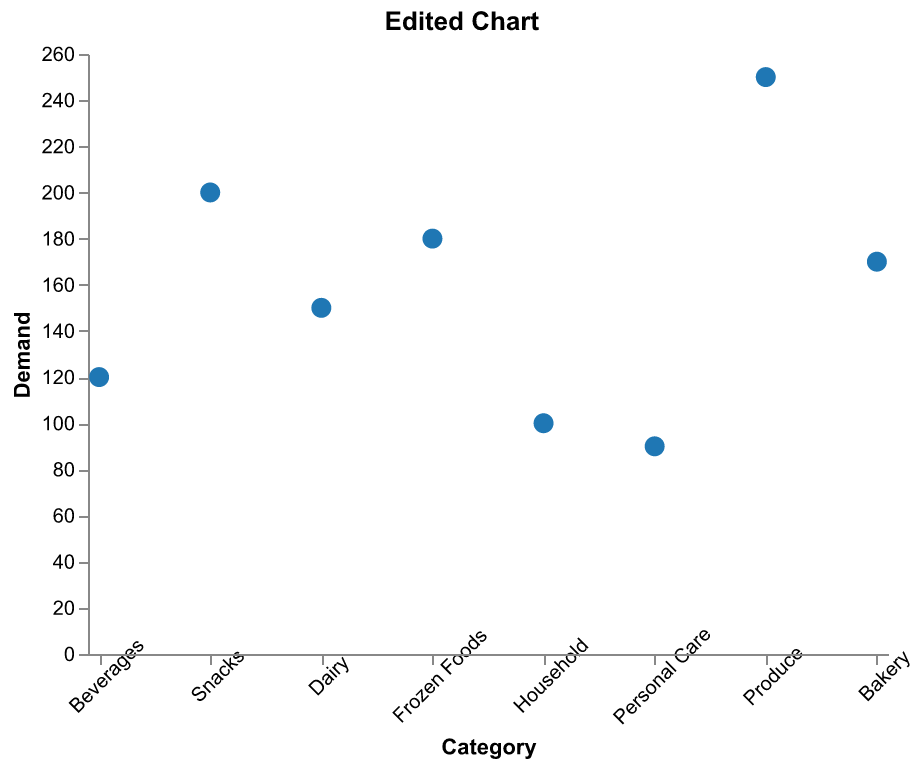 Edited Chart
260
240
220
200
180
160
140
120
100
80
60
40
20
0
Demand
Beverages
Snacks
Dairy
Frozen Foods
Household
Personal Care
Produce
Bakery
Category